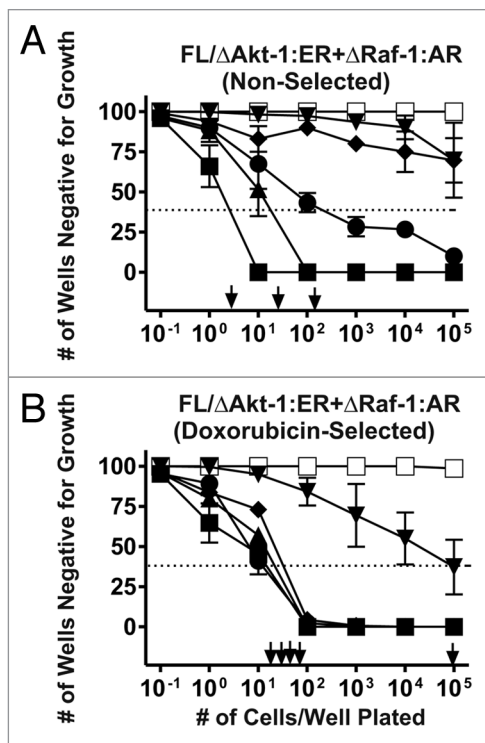 A
FL/ΔAkt-1:ER+ΔRaf-1:AR
(Non-Selected)
# of Wells Negative for Growth
100
75
50
25
0
10⁻¹ 10⁰ 10¹ 10² 10³ 10⁴ 10⁵
B
FL/ΔAkt-1:ER+ΔRaf-1:AR
(Doxorubicin-Selected)
# of Wells Negative for Growth
100
75
50
25
0
10⁻¹ 10⁰ 10¹ 10² 10³ 10⁴ 10⁵
# of Cells/Well Plated